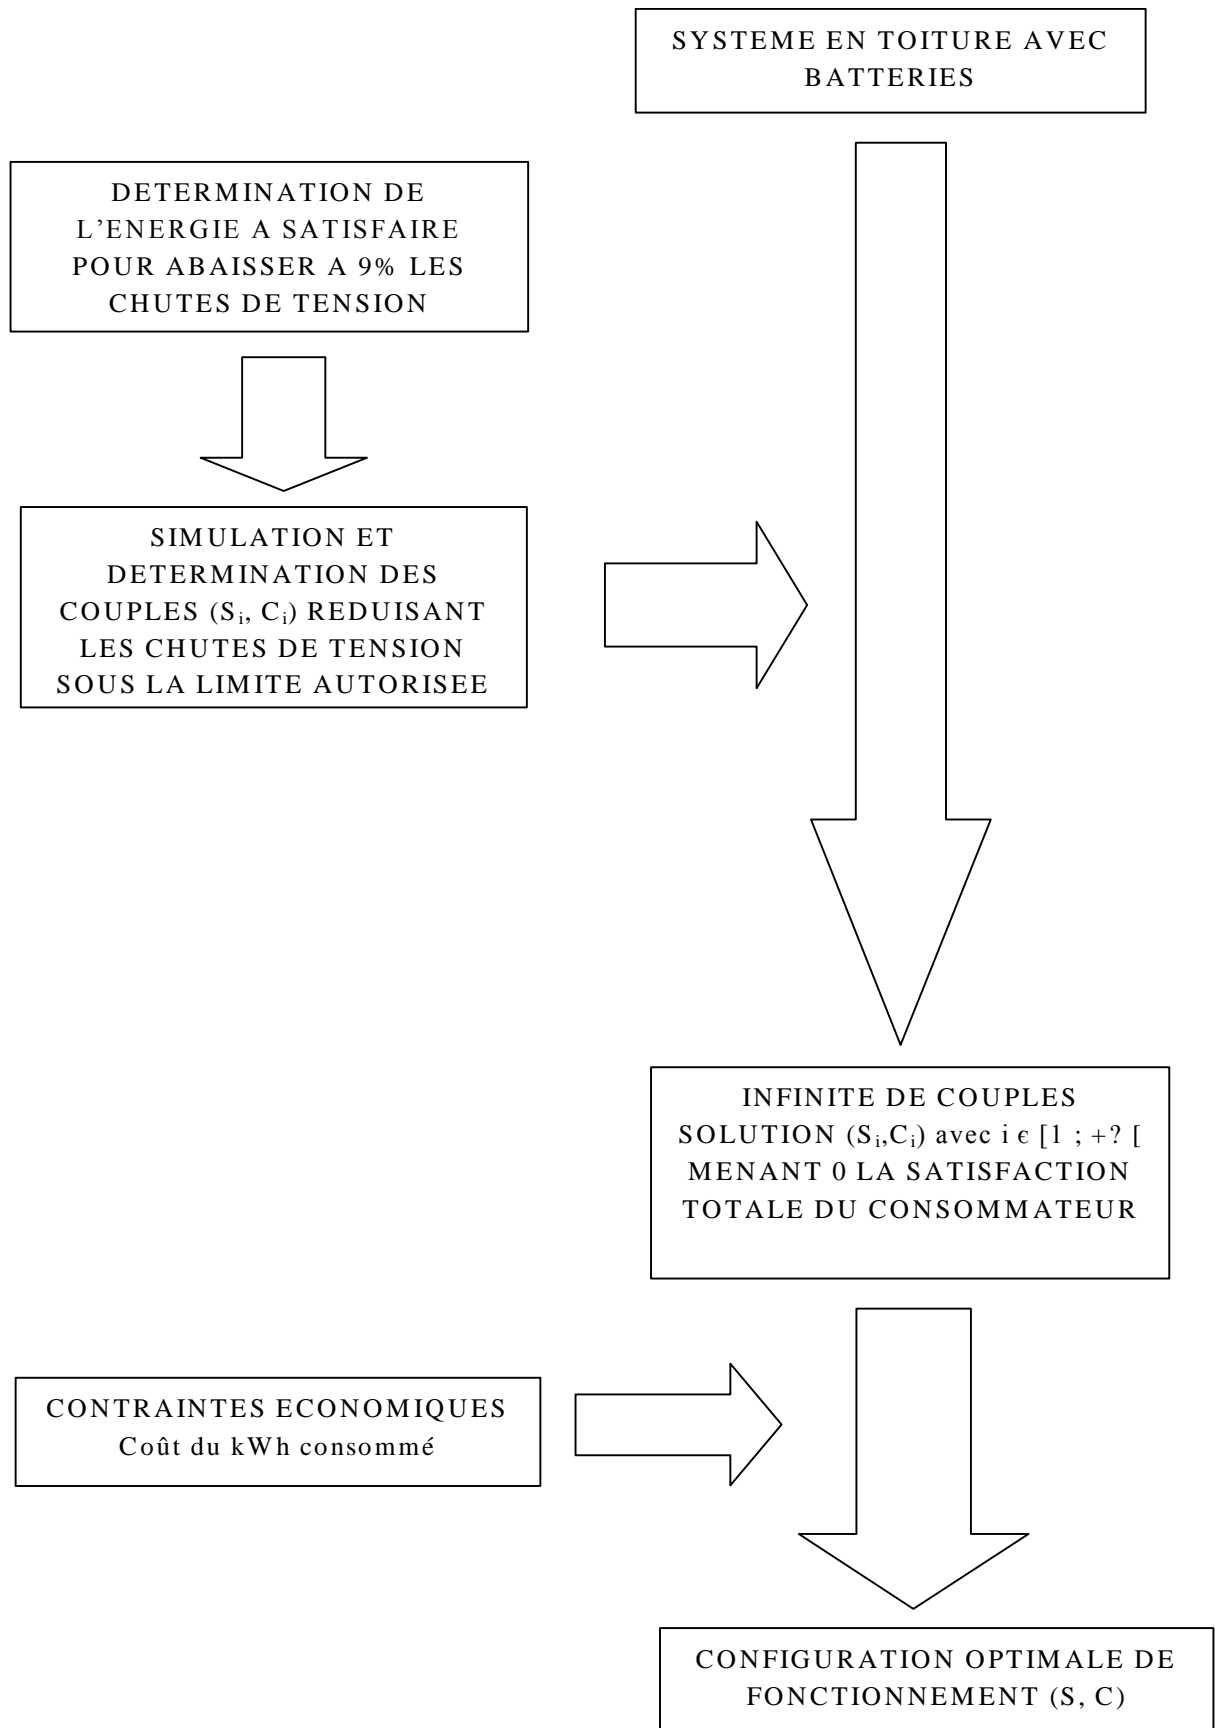 SYSTEME EN TOITURE AVEC
BATTERIES
DETERMINATION DE
L’ENERGIE A SATISFAIRE
POUR ABAISSER A 9% LES
CHUTES DE TENSION
SIMULATION ET
DETERMINATION DES
COUPLES (Sᵢ, Cᵢ) REDUISANT
LES CHUTES DE TENSION
SOUS LA LIMITE AUTORISEE
INFINITE DE COUPLES
SOLUTION (Sᵢ,Cᵢ) avec i є [1 ; +? [
MENANT 0 LA SATISFACTION
TOTALE DU CONSOMMATEUR
CONTRAINTES ECONOMIQUES
Coût du kWh consommé
CONFIGURATION OPTIMALE DE
FONCTIONNEMENT (S, C)